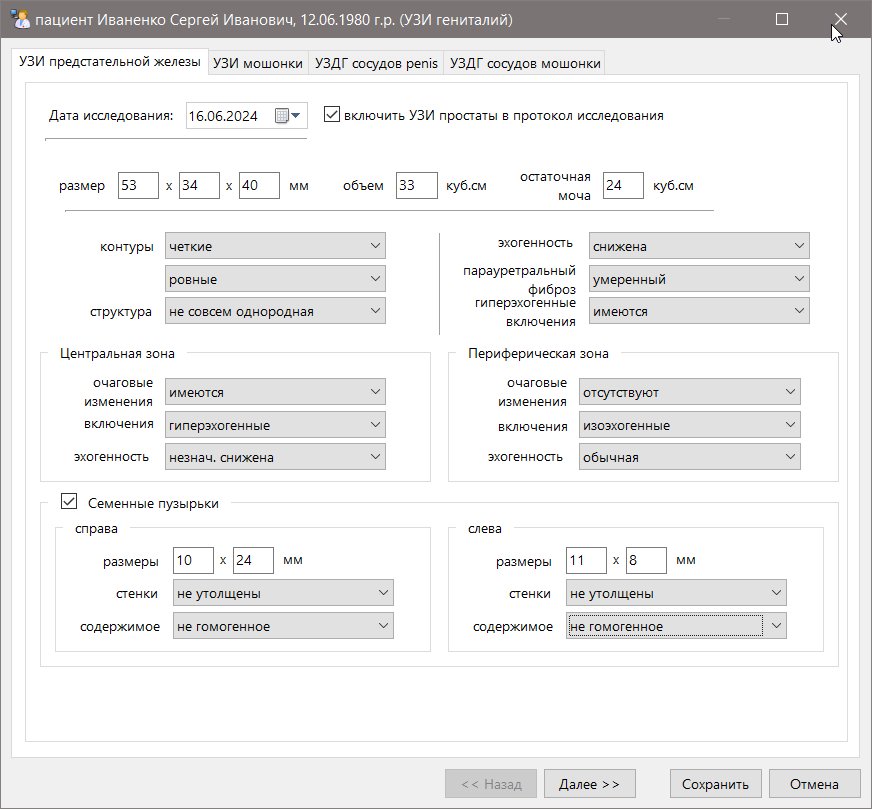 пациент Иваненко Сергей Иванович, 12.06.1980 г.р. (УЗИ гениталий)
УЗИ предстательной железы УЗИ мошонки УЗДГ сосудов penis УЗДГ сосудов мошонки
Дата исследования: 16.06.2024 включить УЗИ простаты в протокол исследования
размер 53 x 34 x 40 мм объем 33 куб.см остаточная моча 24 куб.см
контуры четкие
ровные
структура не совсем однородная
эхогенность снижена
парауретральный фиброз умеренный
гиперэхогенные включения имеются
Центральная зона
очаговые изменения имеются
включения гиперэхогенные
эхогенность незнач. снижена
Периферическая зона
очаговые изменения отсутствуют
включения изоэхогенные
эхогенность обычная
Семенные пузырьки
справа
размеры 10 x 24 мм
стенки не утолщены
содержимое не гомогенное
слева
размеры 11 x 8 мм
стенки не утолщены
содержимое не гомогенное
<< Назад Далее >> Сохранить Отмена